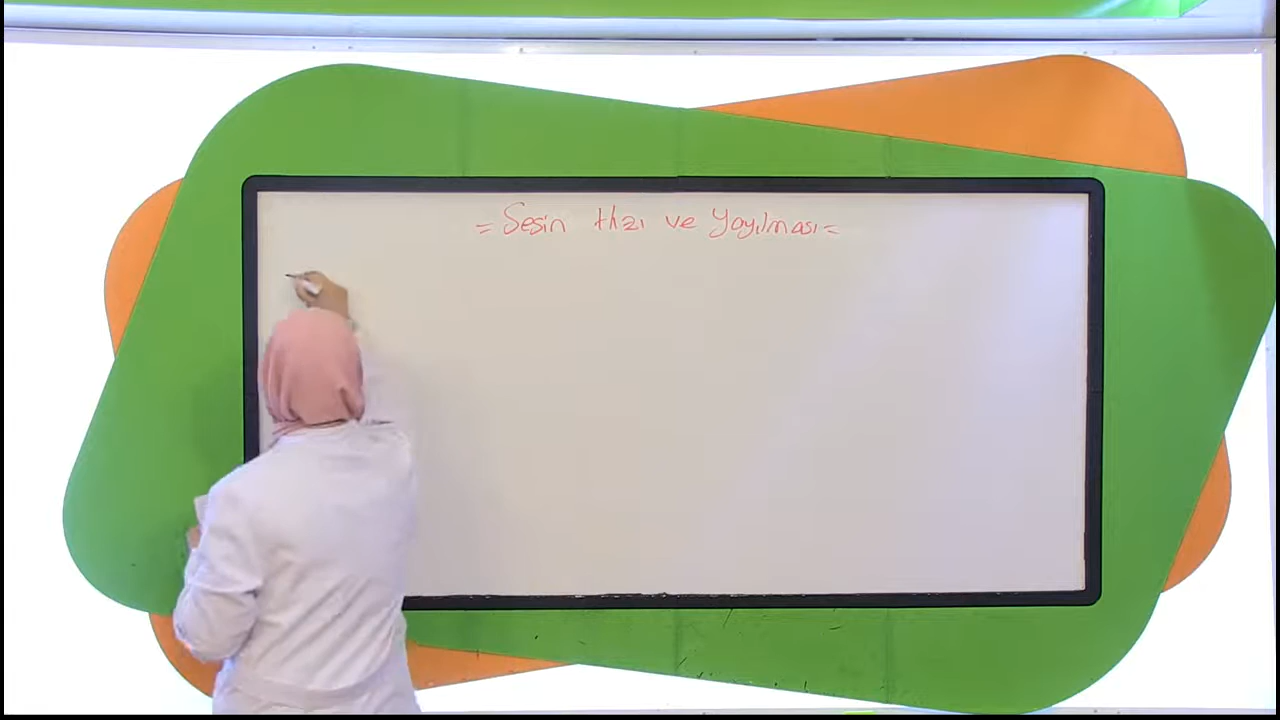 = Sesin Hızı ve Yayılması =